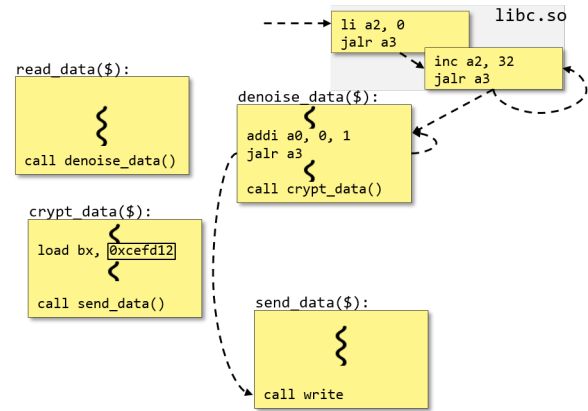 libc.so
li a2, 0
jalr a3
inc a2, 32
jalr a3
read_data($):
call denoise_data()
denoise_data($):
addi a0, 0, 1
jalr a3
call crypt_data()
crypt_data($):
load bx, 0xcefd12
call send_data()
send_data($):
call write